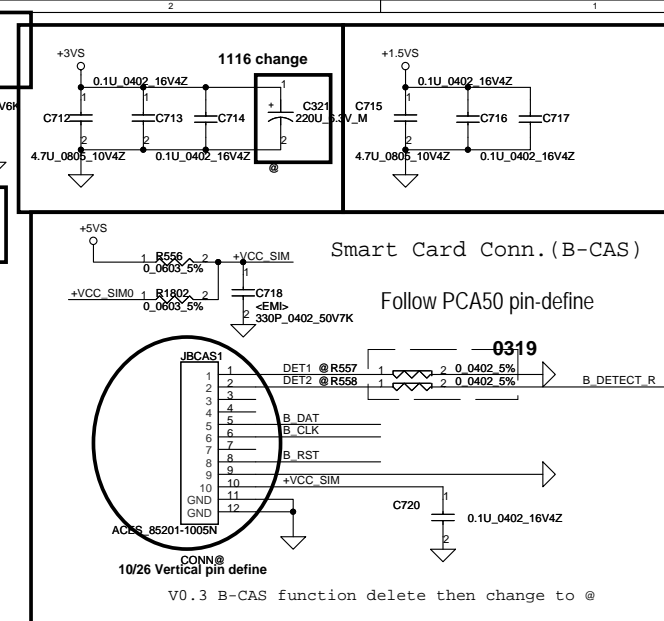 2 1
+3VS
1116 change
0.1U_0402_16V4Z
1
1
1
C712
C713
C714
+
C321
220U_6.3V_M
2
2
2
4.7U_0805_10V4Z
0.1U_0402_16V4Z
@
V6K
+1.5VS
0.1U_0402_16V4Z
1
C715
C716
C717
2
4.7U_0805_10V4Z
0.1U_0402_16V4Z
+5VS
1 R556 2 +VCC_SIM
0_0603_5%
+VCC_SIM0 1 R1802 2
0_0603_5%
1
C718
<EMI>
2 330P_0402_50V7K
Smart Card Conn.(B-CAS)
Follow PCA50 pin-define
0319
JBCAS1
1 1 DET1 @ R557 1 2 0_0402_5%
2 2 DET2 @ R558 1 2 0_0402_5% B_DETECT_R
3 3
4 4
5 5 B_DAT
6 6 B_CLK
7 7
8 8 B_RST
9 9
10 10 +VCC_SIM
GND 11
GND 12
ACES_85201-1005N
CONN@
10/26 Vertical pin define
1
C720
0.1U_0402_16V4Z
2
V0.3 B-CAS function delete then change to @